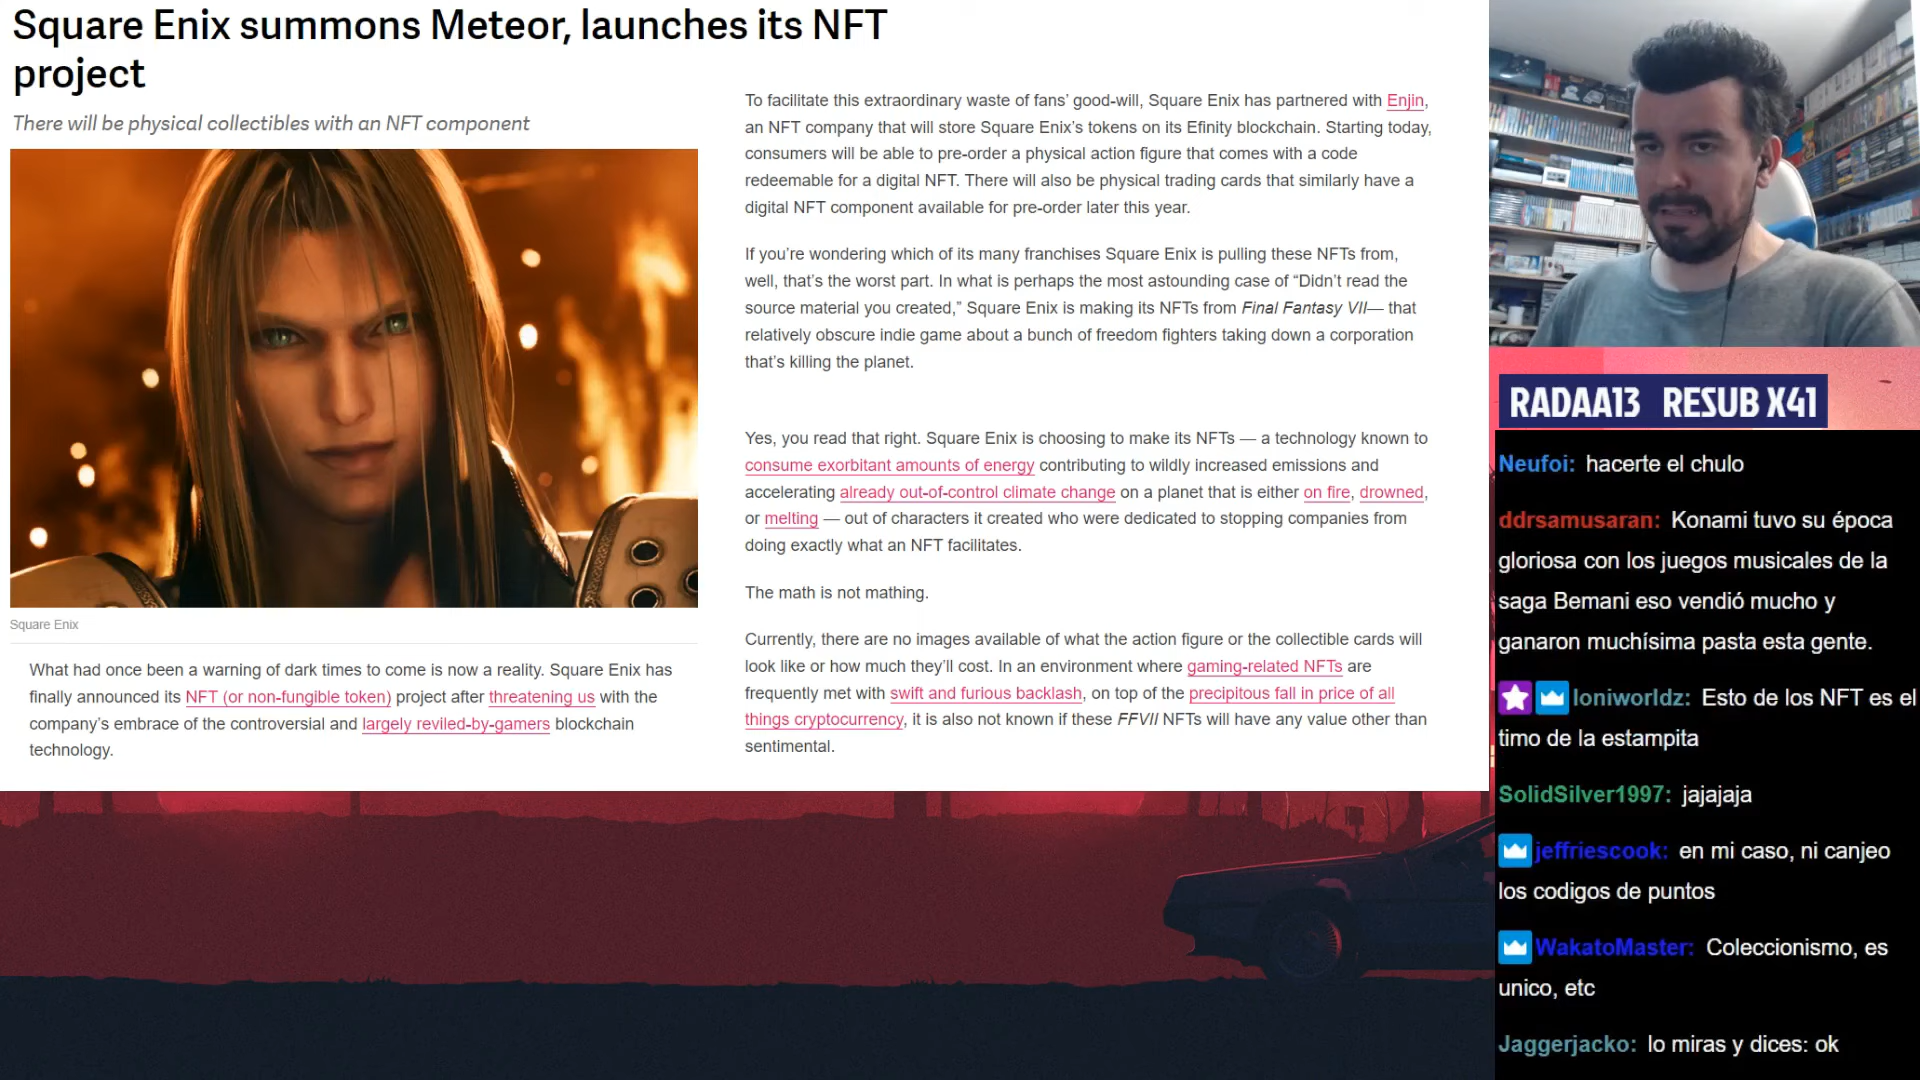 Square Enix summons Meteor, launches its NFT
project
There will be physical collectibles with an NFT component
Square Enix
What had once been a warning of dark times to come is now a reality. Square Enix has
finally announced its NFT (or non-fungible token) project after threatening us with the
company’s embrace of the controversial and largely reviled-by-gamers blockchain
technology.
To facilitate this extraordinary waste of fans’ good-will, Square Enix has partnered with Enjin,
an NFT company that will store Square Enix’s tokens on its Efinity blockchain. Starting today,
consumers will be able to pre-order a physical action figure that comes with a code
redeemable for a digital NFT. There will also be physical trading cards that similarly have a
digital NFT component available for pre-order later this year.
If you’re wondering which of its many franchises Square Enix is pulling these NFTs from,
well, that’s the worst part. In what is perhaps the most astounding case of “Didn’t read the
source material you created,” Square Enix is making its NFTs from Final Fantasy VII— that
relatively obscure indie game about a bunch of freedom fighters taking down a corporation
that’s killing the planet.
Yes, you read that right. Square Enix is choosing to make its NFTs — a technology known to
consume exorbitant amounts of energy contributing to wildly increased emissions and
accelerating already out-of-control climate change on a planet that is either on fire, drowned,
or melting — out of characters it created who were dedicated to stopping companies from
doing exactly what an NFT facilitates.
The math is not mathing.
Currently, there are no images available of what the action figure or the collectible cards will
look like or how much they’ll cost. In an environment where gaming-related NFTs are
frequently met with swift and furious backlash, on top of the precipitous fall in price of all
things cryptocurrency, it is also not known if these FFVII NFTs will have any value other than
sentimental.
RADAA13 RESUB X41
Neufoi: hacerte el chulo
ddrsamusaran: Konami tuvo su época
gloriosa con los juegos musicales de la
saga Bemani eso vendió mucho y
ganaron muchísima pasta esta gente.
loniworldz: Esto de los NFT es el
timo de la estampita
SolidSilver1997: jajajaja
jeffriescook: en mi caso, ni canjeo
los codigos de puntos
WakatoMaster: Coleccionismo, es
unico, etc
Jaggerjacko: lo miras y dices: ok